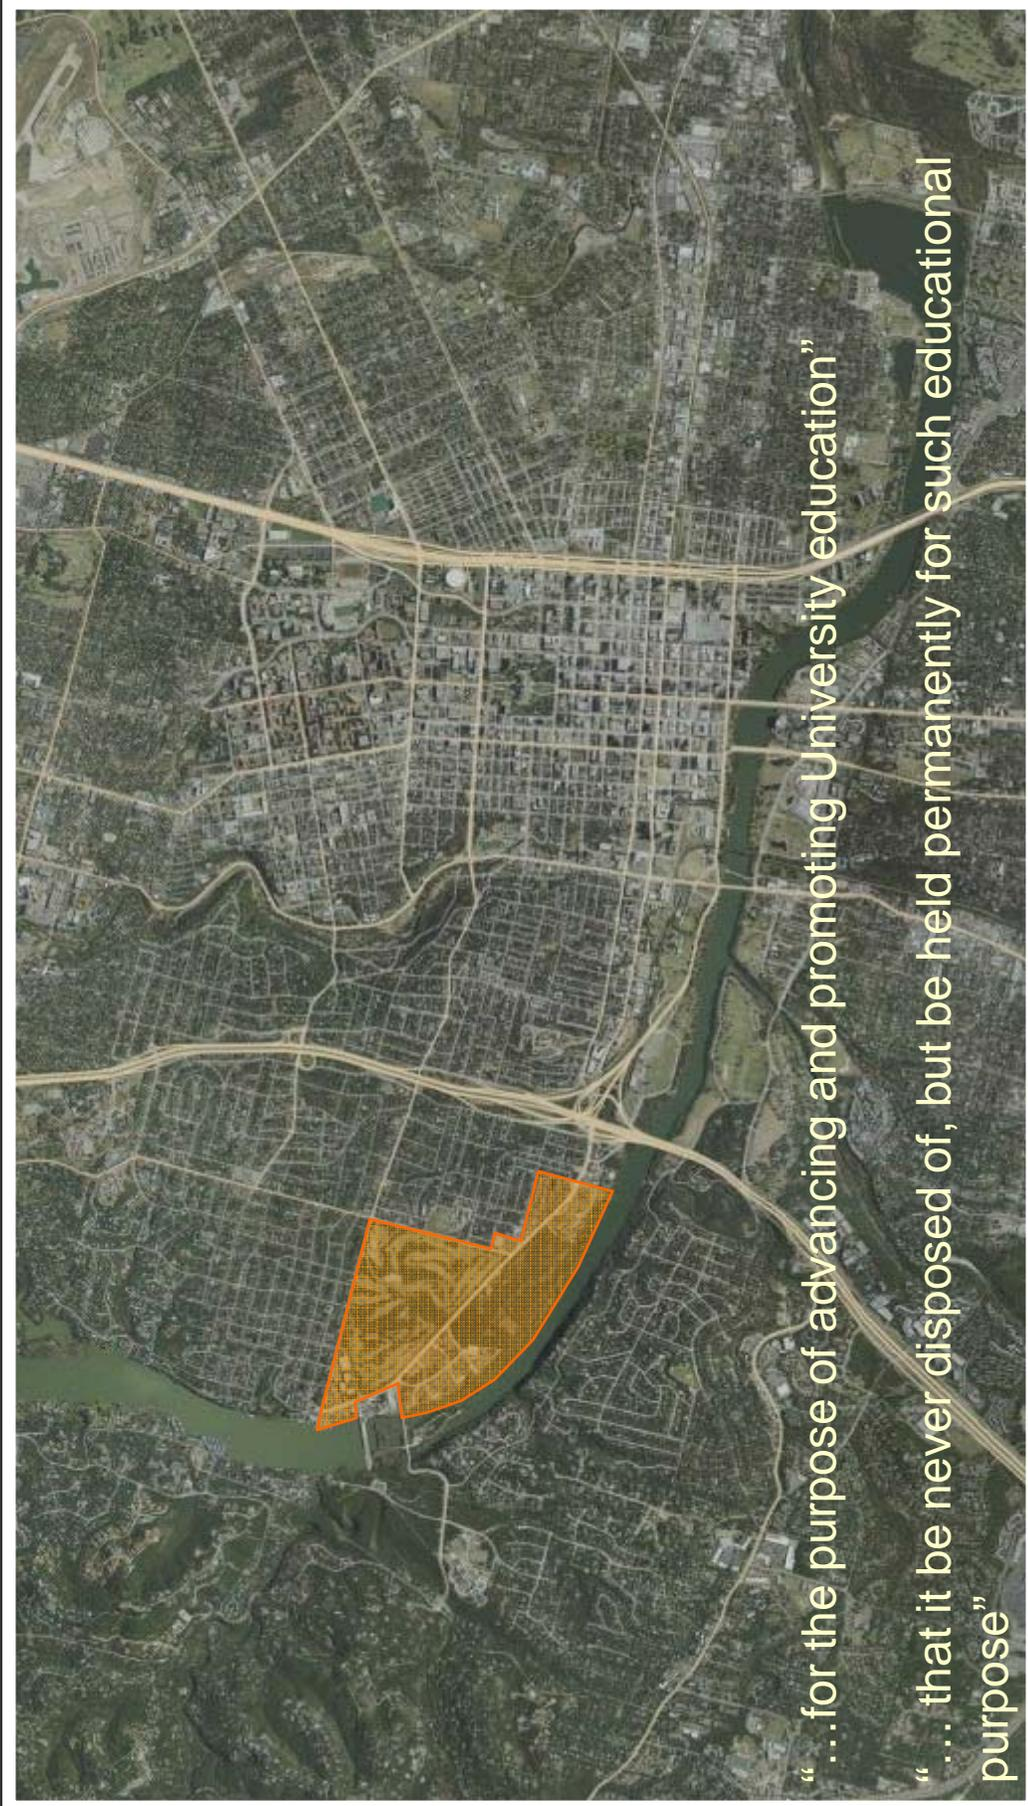 “…for the purpose of advancing and promoting University education”
“… that it be never disposed of, but be held permanently for such educational
purpose”